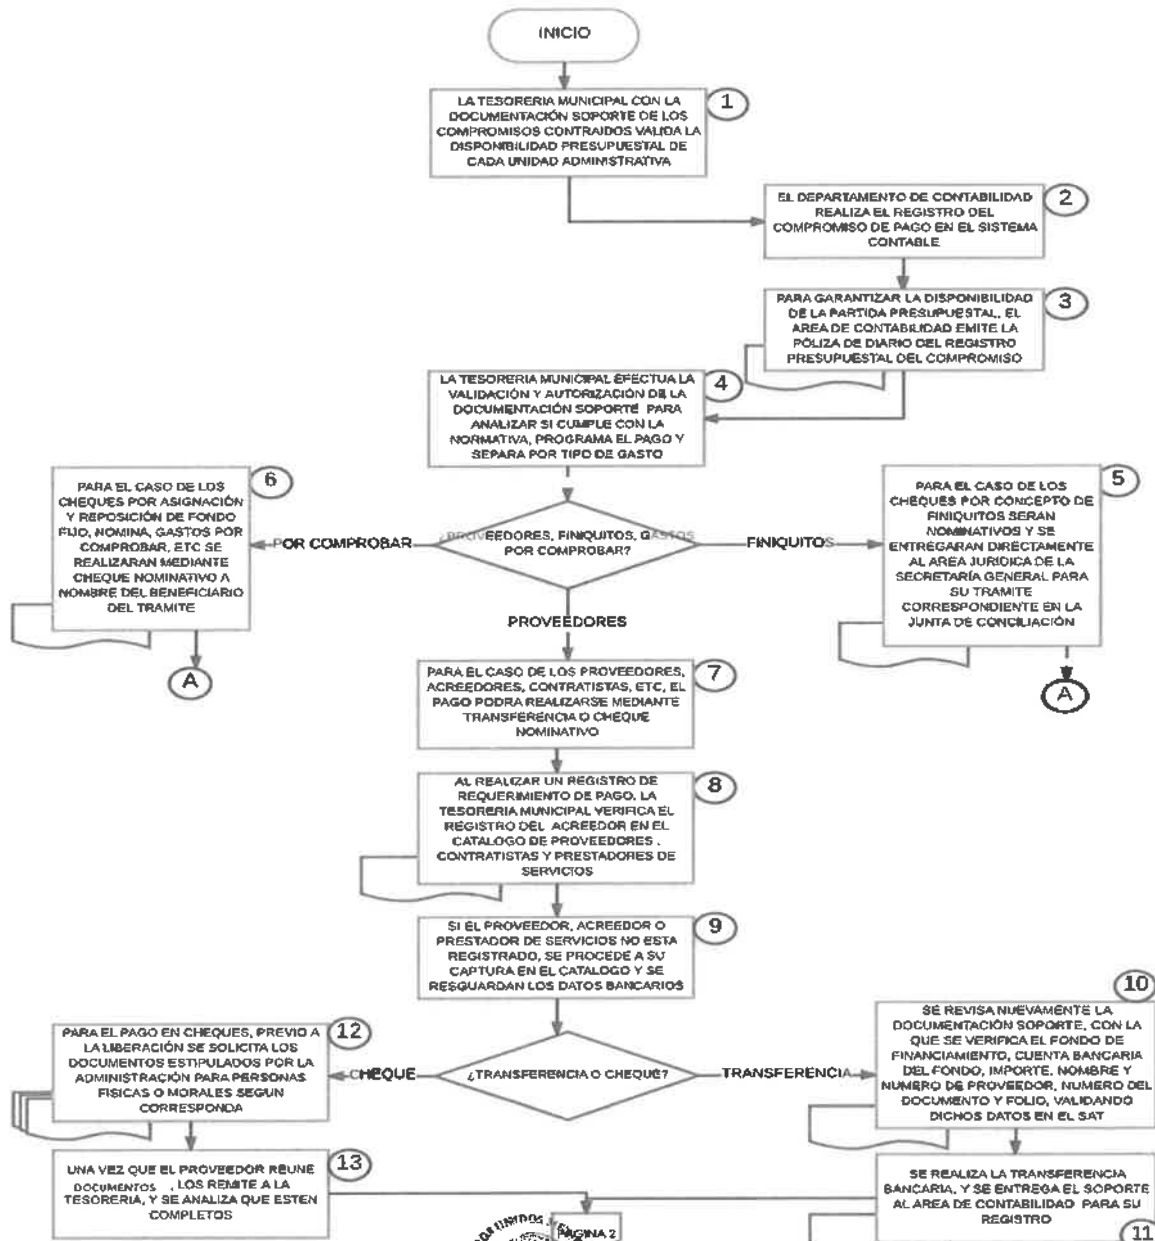 INICIO
1
LA TESORERIA MUNICIPAL CON LA
DOCUMENTACIÓN SOPORTE DE LOS
COMPROMISOS CONTRAIDOS VALIDA LA
DISPONIBILIDAD PRESUPUESTAL DE
CADA UNIDAD ADMINISTRATIVA
2
EL DEPARTAMENTO DE CONTABILIDAD
REALIZA EL REGISTRO DEL
COMPROMISO DE PAGO EN EL SISTEMA
CONTABLE
3
PARA GARANTIZAR LA DISPONIBILIDAD
DE LA PARTIDA PRESUPUESTAL, EL
AREA DE CONTABILIDAD EMITE LA
PÓLIZA DE DIARIO DEL REGISTRO
PRESUPUESTAL DEL COMPROMISO
4
LA TESORERIA MUNICIPAL EFECTUA LA
VALIDACIÓN Y AUTORIZACIÓN DE LA
DOCUMENTACIÓN SOPORTE PARA
ANALIZAR SI CUMPLE CON LA
NORMATIVA, PROGRAMA EL PAGO Y
SEPARA POR TIPO DE GASTO
6
PARA EL CASO DE LOS
CHEQUES POR ASIGNACIÓN
Y REPOSICIÓN DE FONDO
FIJO, NOMINA, GASTOS POR
COMPROBAR, ETC SE
REALIZARAN MEDIANTE
CHEQUE NOMINATIVO A
NOMBRE DEL BENEFICIARIO
DEL TRAMITE
A
POR COMPROBAR
¿PROVEEDORES, FINIQUITOS, GASTOS
POR COMPROBAR?
FINIQUITOS
5
PARA EL CASO DE LOS
CHEQUES POR CONCEPTO DE
FINIQUITOS SERAN
NOMINATIVOS Y SE
ENTREGARAN DIRECTAMENTE
AL AREA JURIDICA DE LA
SECRETARÍA GENERAL PARA
SU TRAMITE
CORRESPONDIENTE EN LA
JUNTA DE CONCILIACIÓN
A
PROVEEDORES
7
PARA EL CASO DE LOS PROVEEDORES,
ACREEDORES, CONTRATISTAS, ETC, EL
PAGO PODRA REALIZARSE MEDIANTE
TRANSFERENCIA O CHEQUE
NOMINATIVO
8
AL REALIZAR UN REGISTRO DE
REQUERIMIENTO DE PAGO, LA
TESORERIA MUNICIPAL VERIFICA EL
REGISTRO DEL ACREEDOR EN EL
CATALOGO DE PROVEEDORES ,
CONTRATISTAS Y PRESTADORES DE
SERVICIOS
9
SI EL PROVEEDOR, ACREEDOR O
PRESTADOR DE SERVICIOS NO ESTA
REGISTRADO, SE PROCEDE A SU
CAPTURA EN EL CATALOGO Y SE
RESGUARDAN LOS DATOS BANCARIOS
12
PARA EL PAGO EN CHEQUES, PREVIO A
LA LIBERACIÓN SE SOLICITA LOS
DOCUMENTOS ESTIPULADOS POR LA
ADMINISTRACIÓN PARA PERSONAS
FISICAS O MORALES SEGUN
CORRESPONDA
CHEQUE
¿TRANSFERENCIA O CHEQUE?
TRANSFERENCIA
10
SE REVISA NUEVAMENTE LA
DOCUMENTACIÓN SOPORTE, CON LA
QUE SE VERIFICA EL FONDO DE
FINANCIAMIENTO, CUENTA BANCARIA
DEL FONDO, IMPORTE, NOMBRE Y
NUMERO DE PROVEEDOR, NUMERO DEL
DOCUMENTO Y FOLIO, VALIDANDO
DICHOS DATOS EN EL SAT
13
UNA VEZ QUE EL PROVEEDOR REUNE
DOCUMENTOS , LOS REMITE A LA
TESORERIA, Y SE ANALIZA QUE ESTEN
COMPLETOS
SE REALIZA LA TRANSFERENCIA
BANCARIA, Y SE ENTREGA EL SOPORTE
AL AREA DE CONTABILIDAD PARA SU
REGISTRO
11
PAGINA 2
UNIDOS